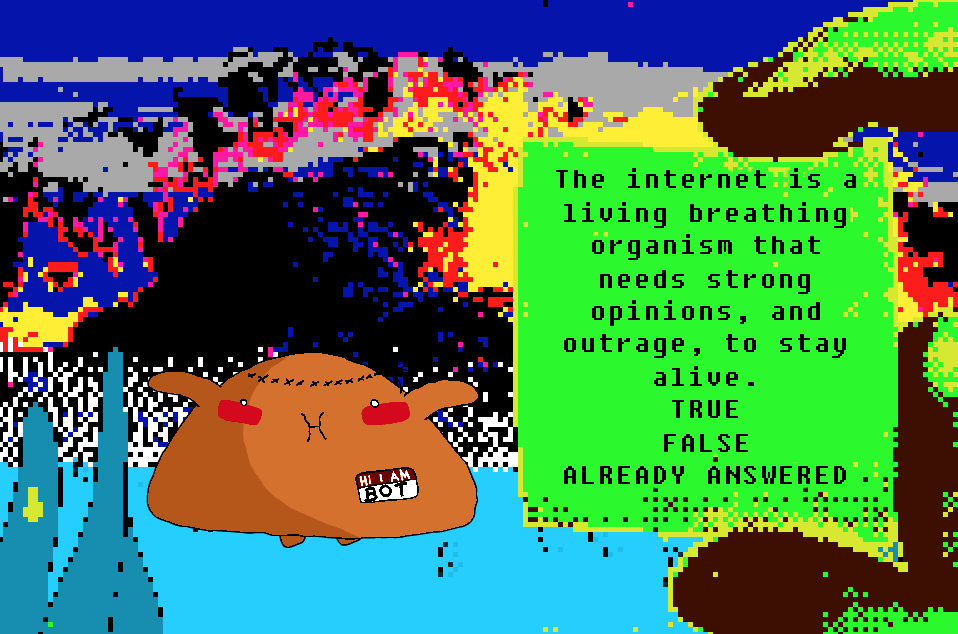 The internet is a
living breathing
organism that
needs strong
opinions, and
outrage, to stay
alive.
TRUE
FALSE
ALREADY ANSWERED
HI I AM
BOT